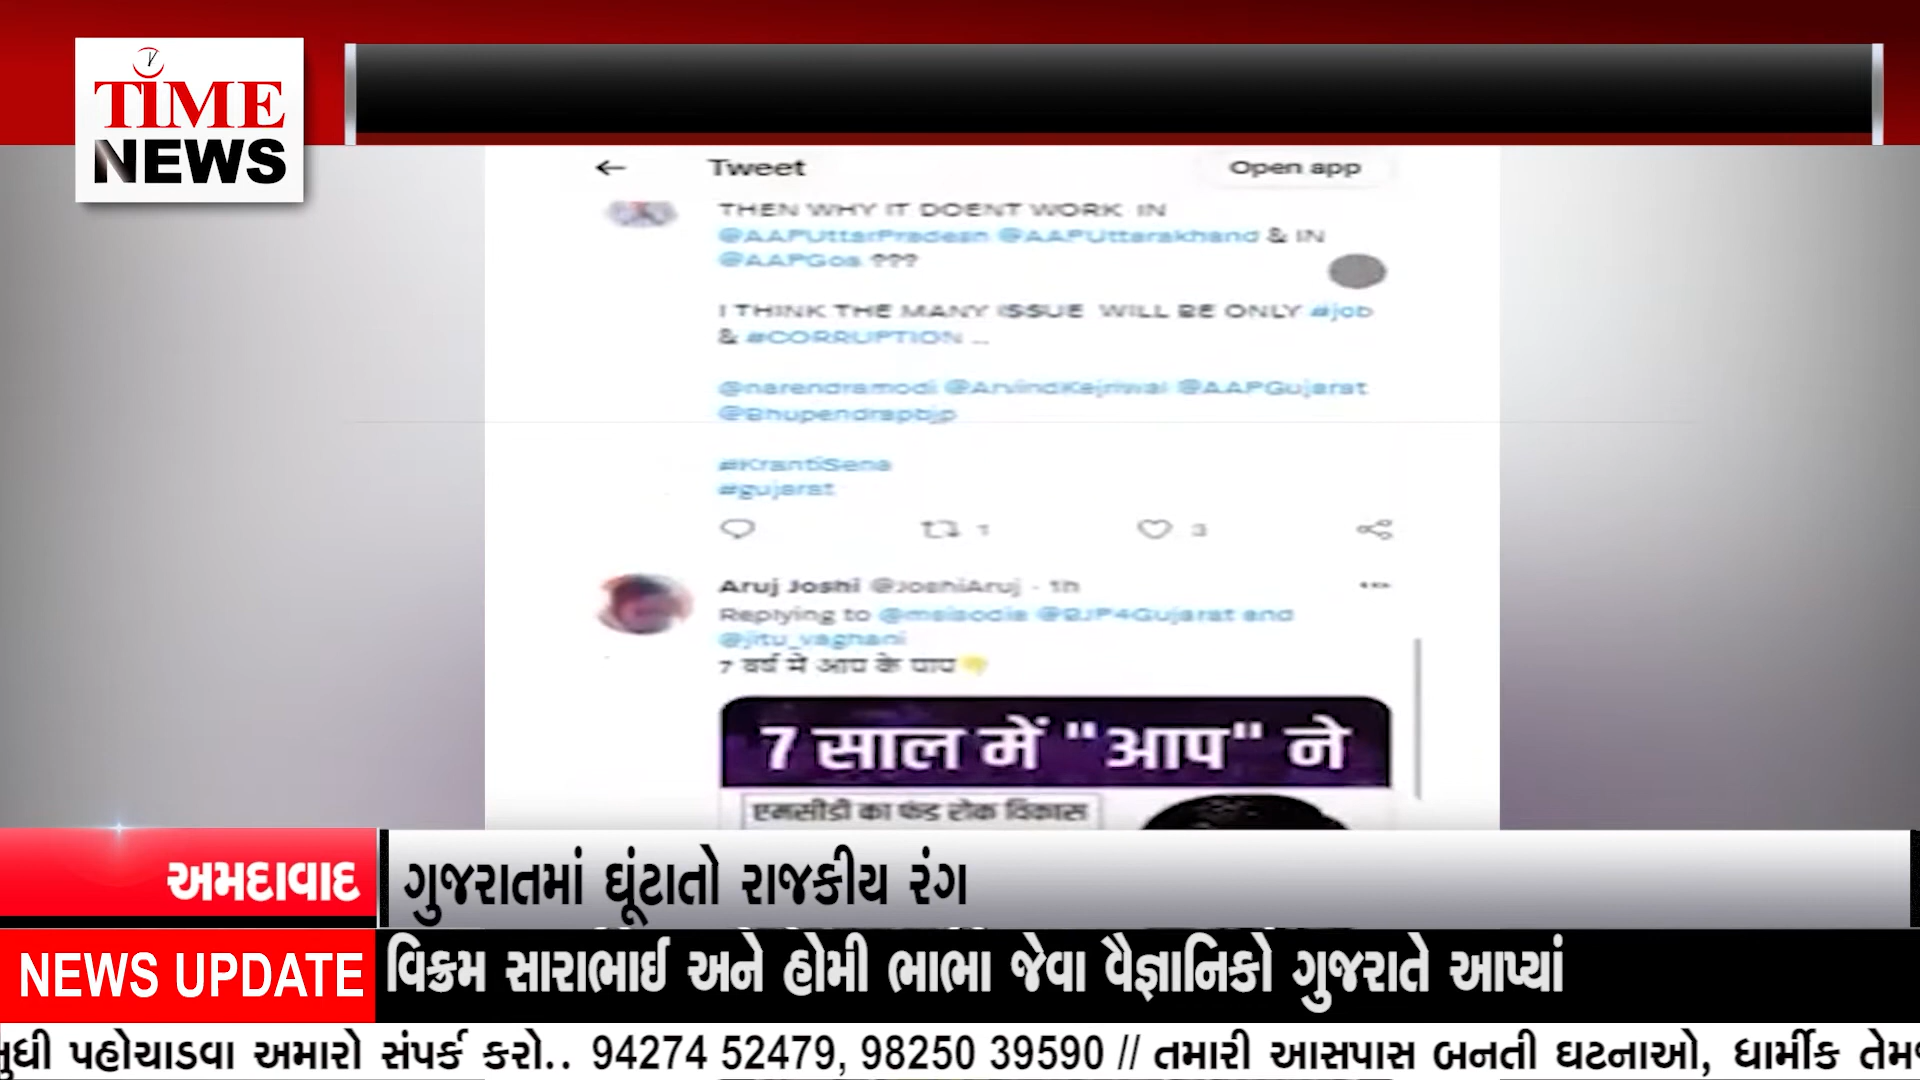 TIME
NEWS
Tweet
Open app
THEN WHY IT DOENT WORK IN
@AAPUttarPradesh @AAPUttarakhand & IN
@AAPGoa ???
I THINK THE MANY ISSUE WILL BE ONLY #job
& #CORRUPTION ...
@narendramodi @ArvindKejriwal @AAPGujarat
@Bhupendrapbjp
#KrantiSena
#gujarat
1
3
Aruj Joshi @JoshiAruj · 1h
Replying to @msisodia @BJP4Gujarat and
@jitu_vaghani
7 वर्ष में आप के पाप👇
7 साल में "आप" ने
एमसीडी का फंड रोक विकास
અમદાવાદ
ગુજરાતમાં ઘૂંટાતો રાજકીય રંગ
NEWS UPDATE
વિક્રમ સારાભાઈ અને હોમી ભાભા જેવા વૈજ્ઞાનિકો ગુજરાતે આપ્યાં
પહોચાડવા અમારો સંપર્ક કરો.. 94274 52479, 98250 39590 // તમારી આસપાસ બનતી ઘટનાઓ, ધાર્મીક